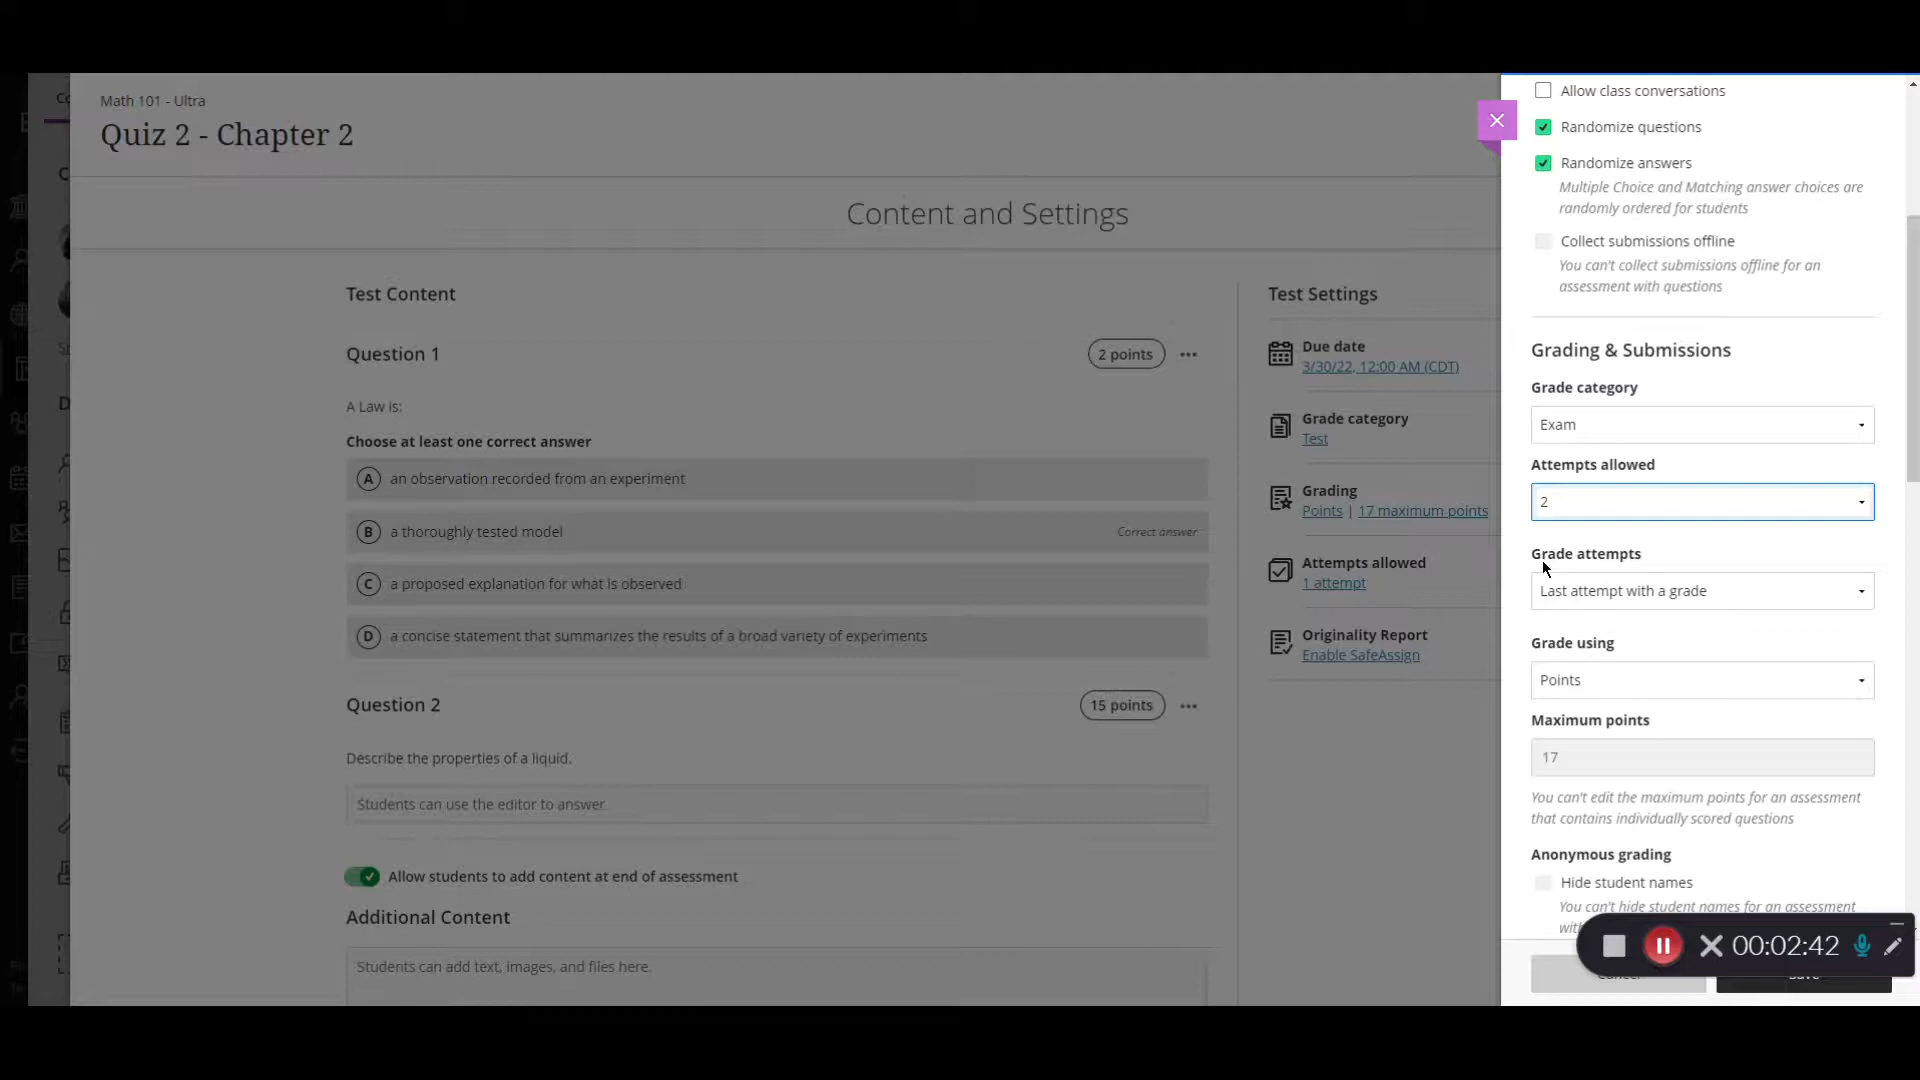 Math 101 - Ultra
Quiz 2 - Chapter 2
Content and Settings
Test Content
Question 1
2 points
A Law is:
Choose at least one correct answer
A an observation recorded from an experiment
B a thoroughly tested model
Correct answer
C a proposed explanation for what is observed
D a concise statement that summarizes the results of a broad variety of experiments
Question 2
15 points
Describe the properties of a liquid.
Students can use the editor to answer
Allow students to add content at end of assessment
Additional Content
Students can add text, images, and files here.
Test Settings
Due date
3/30/22, 12:00 AM (CDT)
Grade category
Test
Grading
Points | 17 maximum points
Attempts allowed
1 attempt
Originality Report
Enable SafeAssign
Allow class conversations
Randomize questions
Randomize answers
Multiple Choice and Matching answer choices are
randomly ordered for students
Collect submissions offline
You can't collect submissions offline for an
assessment with questions
Grading & Submissions
Grade category
Exam
Attempts allowed
2
Grade attempts
Last attempt with a grade
Grade using
Points
Maximum points
17
You can't edit the maximum points for an assessment
that contains individually scored questions
Anonymous grading
Hide student names
You can't hide student names for an assessment
00:02:42